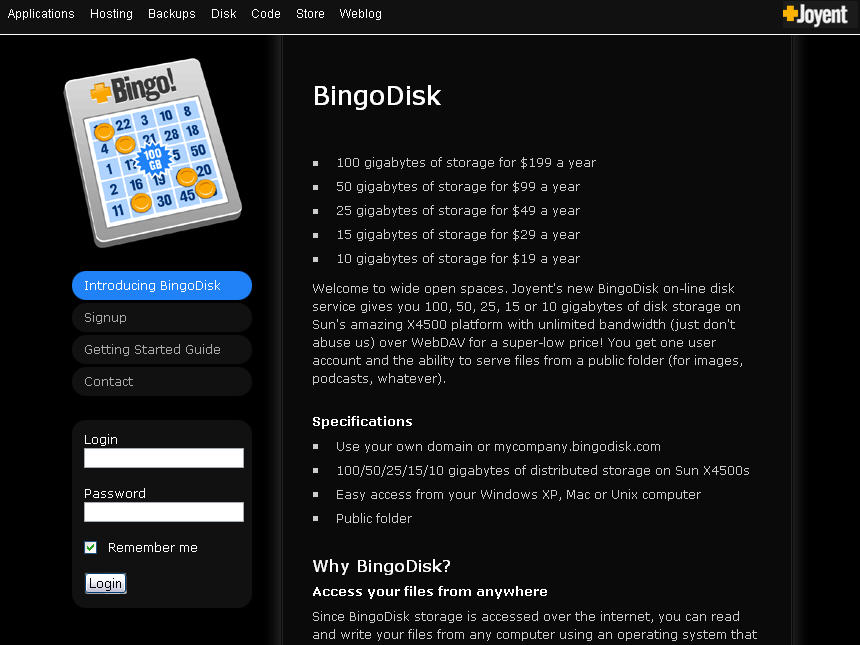 Applications Hosting Backups Disk Code Store Weblog
Joyent
Bingo!
22 3 10 8
4 21 28 18
1 5 50
2 16 19 20
11 30 45
100
GB
Introducing BingoDisk
Signup
Getting Started Guide
Contact
Login
Password
Remember me
Login
BingoDisk
100 gigabytes of storage for $199 a year
50 gigabytes of storage for $99 a year
25 gigabytes of storage for $49 a year
15 gigabytes of storage for $29 a year
10 gigabytes of storage for $19 a year
Welcome to wide open spaces. Joyent's new BingoDisk on-line disk
service gives you 100, 50, 25, 15 or 10 gigabytes of disk storage on
Sun's amazing X4500 platform with unlimited bandwidth (just don't
abuse us) over WebDAV for a super-low price! You get one user
account and the ability to serve files from a public folder (for images,
podcasts, whatever).
Specifications
Use your own domain or mycompany.bingodisk.com
100/50/25/15/10 gigabytes of distributed storage on Sun X4500s
Easy access from your Windows XP, Mac or Unix computer
Public folder
Why BingoDisk?
Access your files from anywhere
Since BingoDisk storage is accessed over the internet, you can read
and write your files from any computer using an operating system that